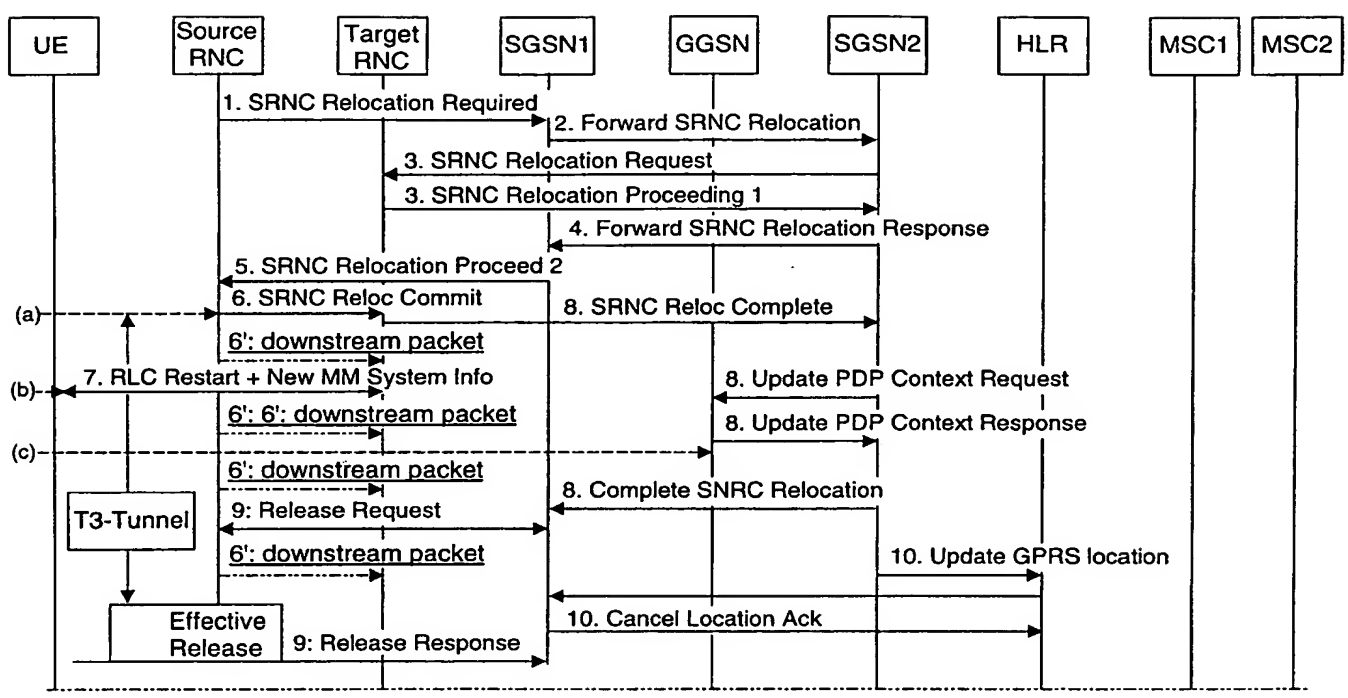 UE
Source
RNC
Target
RNC
SGSN1
GGSN
SGSN2
HLR
MSC1
MSC2
1. SRNC Relocation Required
2. Forward SRNC Relocation
3. SRNC Relocation Request
3. SRNC Relocation Proceeding 1
4. Forward SRNC Relocation Response
5. SRNC Relocation Proceed 2
(a)
6. SRNC Reloc Commit
8. SRNC Reloc Complete
6': downstream packet
7. RLC Restart + New MM System Info
(b)
8. Update PDP Context Request
6': 6': downstream packet
8. Update PDP Context Response
(c)
6': downstream packet
8. Complete SNRC Relocation
T3-Tunnel
9: Release Request
6': downstream packet
10. Update GPRS location
Effective
Release
10. Cancel Location Ack
9: Release Response